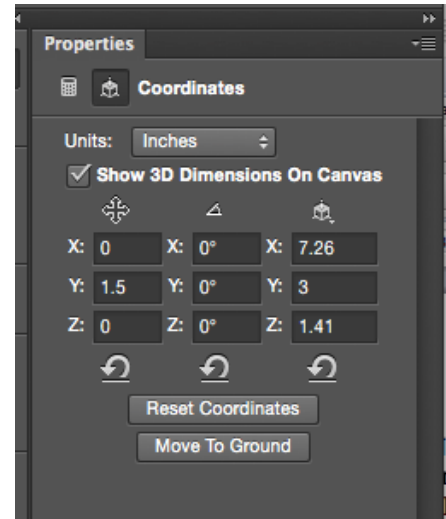 Properties
Coordinates
Units: Inches
Show 3D Dimensions On Canvas
X: 0 X: 0° X: 7.26
Y: 1.5 Y: 0° Y: 3
Z: 0 Z: 0° Z: 1.41
Reset Coordinates
Move To Ground